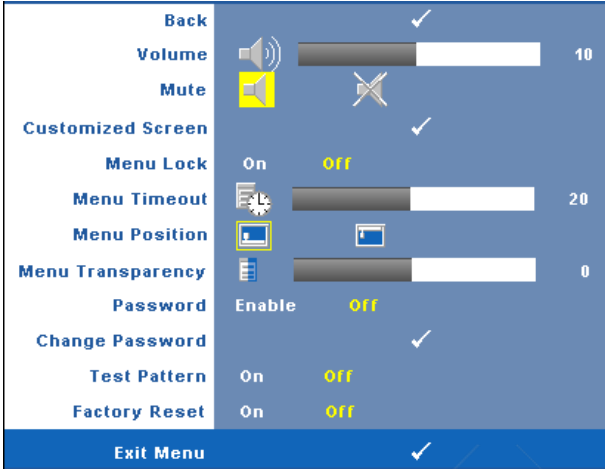 Back
Volume 10
Mute
Customized Screen
Menu Lock On Off
Menu Timeout 20
Menu Position
Menu Transparency 0
Password Enable Off
Change Password
Test Pattern On Off
Factory Reset On Off
Exit Menu